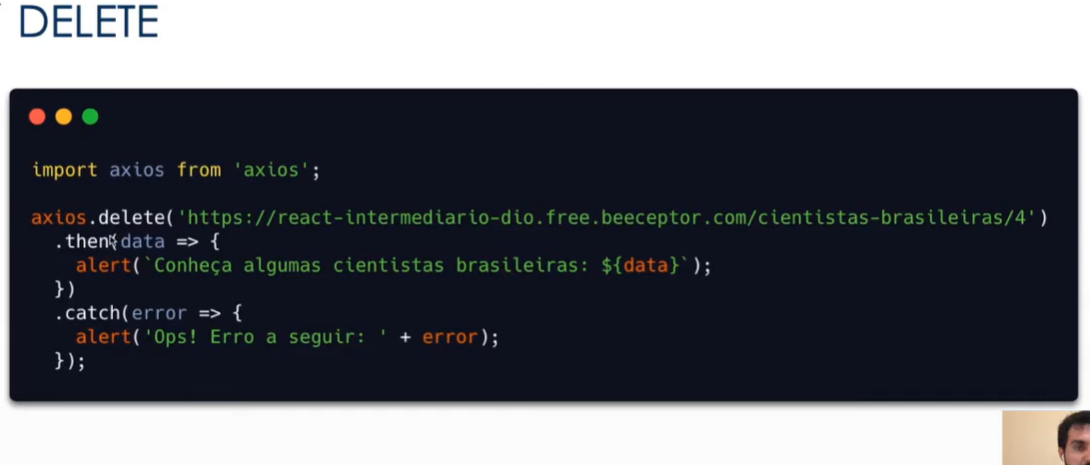 DELETE
import axios from 'axios';
axios.delete('https://react-intermediario-dio.free.beeceptor.com/cientistas-brasileiras/4')
.then(data => {
alert(`Conheça algumas cientistas brasileiras: ${data}`);
})
.catch(error => {
alert('Ops! Erro a seguir: ' + error);
});